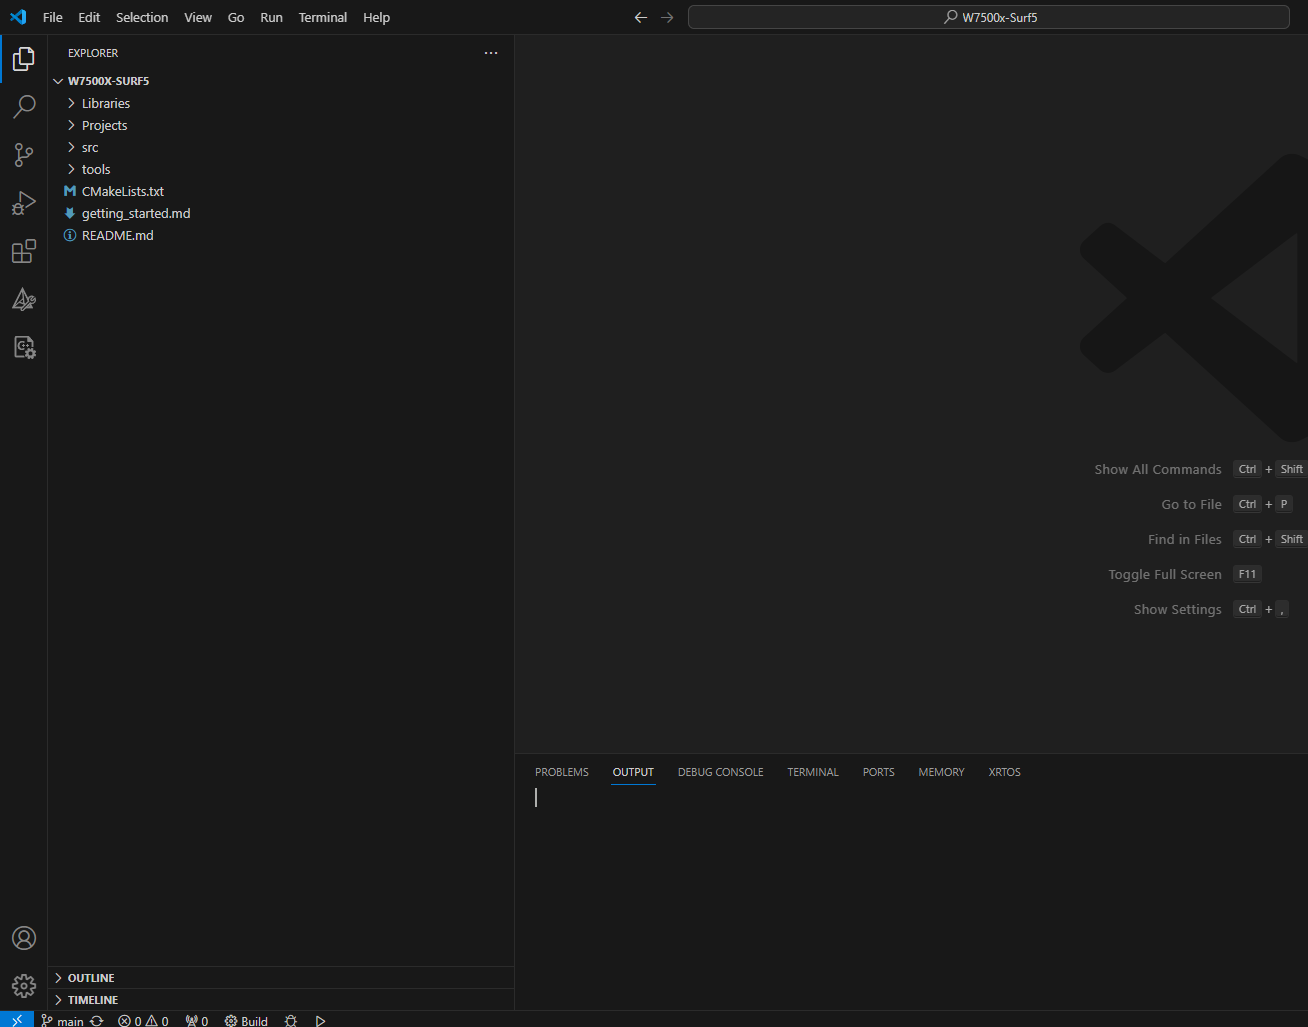 File Edit Selection View Go Run Terminal Help
W7500x-Surf5
EXPLORER
W7500X-SURF5
Libraries
Projects
src
tools
CMakeLists.txt
getting_started.md
README.md
Show All Commands Ctrl + Shift
Go to File Ctrl + P
Find in Files Ctrl + Shift
Toggle Full Screen F11
Show Settings Ctrl + ,
PROBLEMS OUTPUT DEBUG CONSOLE TERMINAL PORTS MEMORY XRTOS
OUTLINE
TIMELINE
main 0 0 0 Build